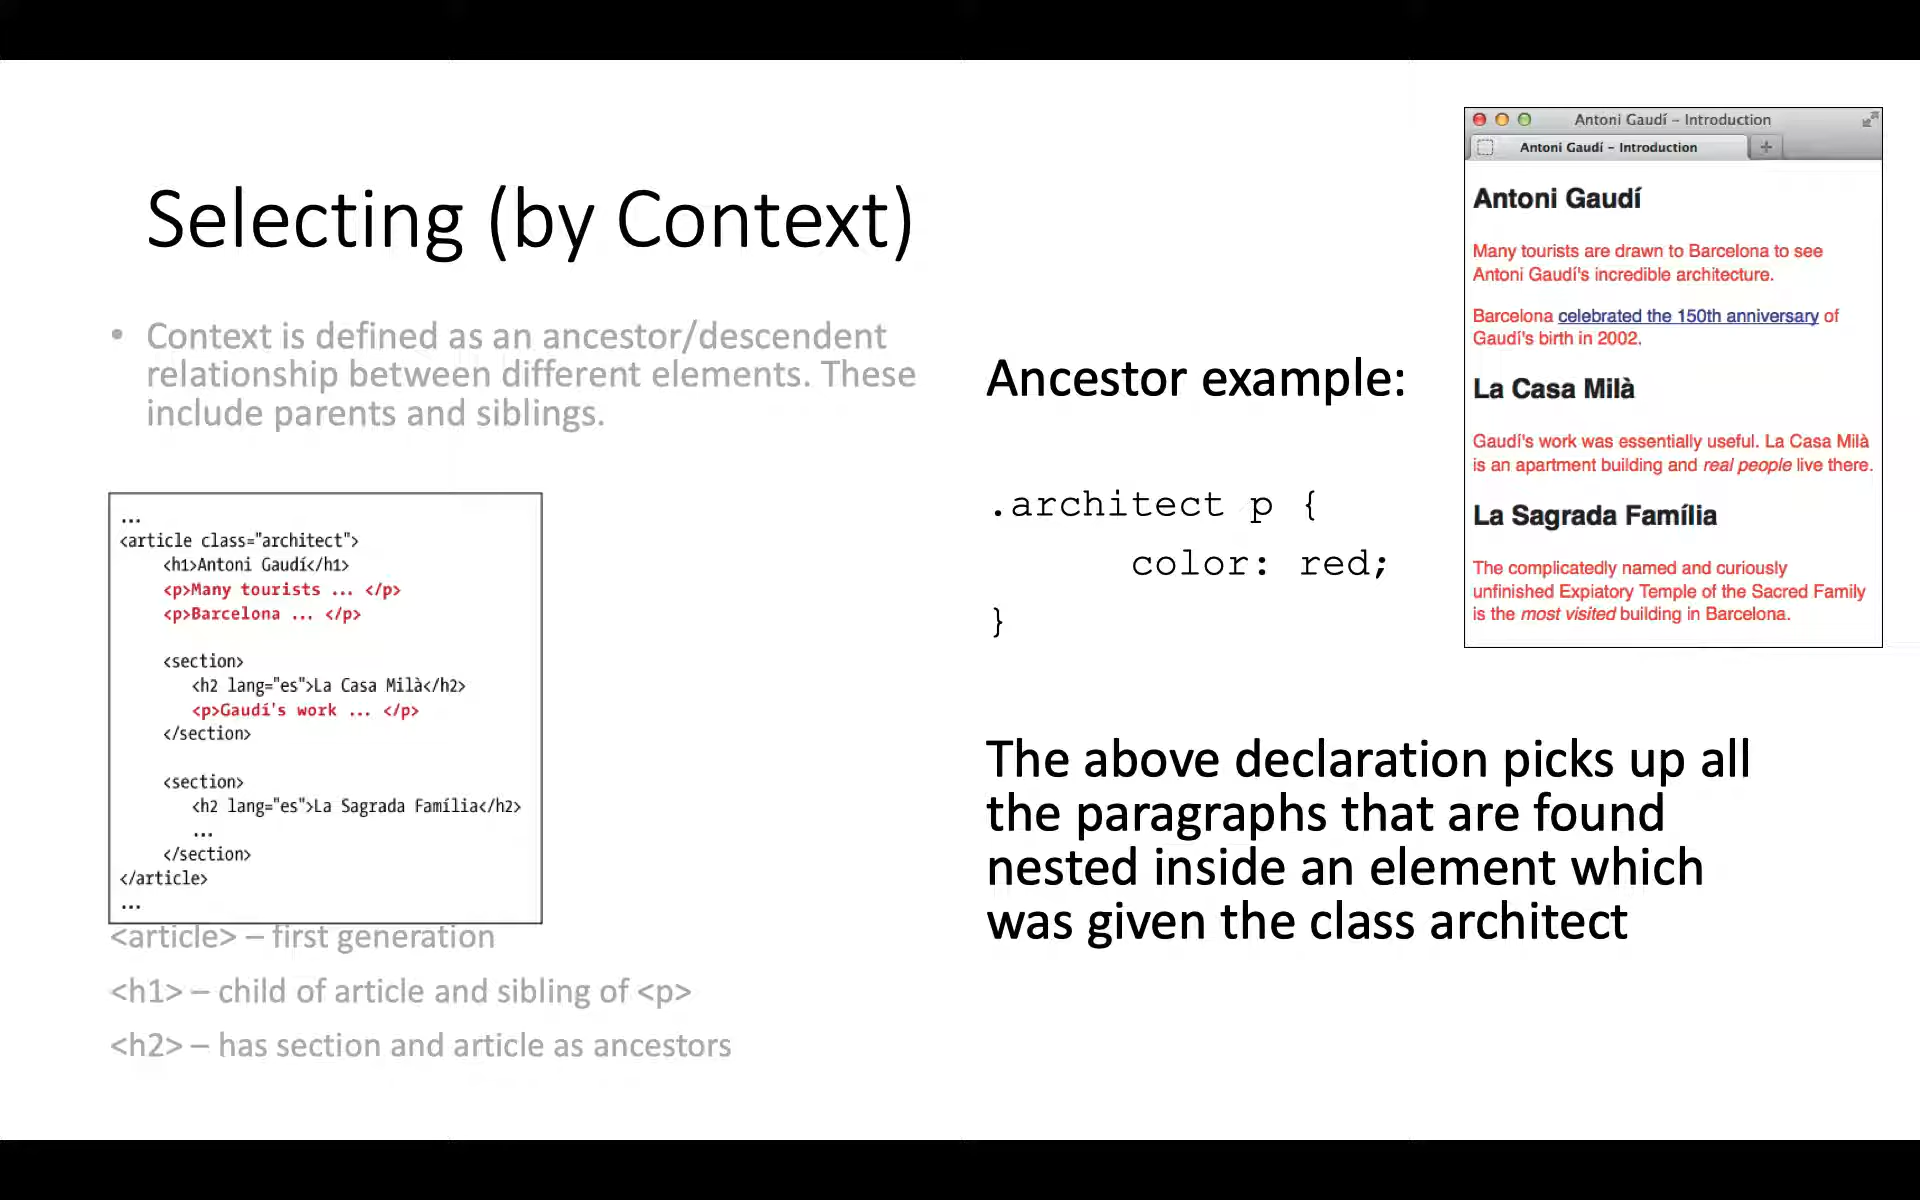 Selecting (by Context)
• Context is defined as an ancestor/descendent
relationship between different elements. These
include parents and siblings.
...
<article class="architect">
<h1>Antoni Gaudí</h1>
<p>Many tourists ... </p>
<p>Barcelona ... </p>
<section>
<h2 lang="es">La Casa Milà</h2>
<p>Gaudí's work ... </p>
</section>
<section>
<h2 lang="es">La Sagrada Família</h2>
...
</section>
</article>
...
<article> – first generation
<h1> – child of article and sibling of <p>
<h2> – has section and article as ancestors
Ancestor example:
.architect p {
color: red;
}
The above declaration picks up all
the paragraphs that are found
nested inside an element which
was given the class architect
Antoni Gaudí – Introduction
Antoni Gaudí – Introduction
Antoni Gaudí
Many tourists are drawn to Barcelona to see
Antoni Gaudí's incredible architecture.
Barcelona celebrated the 150th anniversary of
Gaudí's birth in 2002.
La Casa Milà
Gaudí's work was essentially useful. La Casa Milà
is an apartment building and real people live there.
La Sagrada Família
The complicatedly named and curiously
unfinished Expiatory Temple of the Sacred Family
is the most visited building in Barcelona.